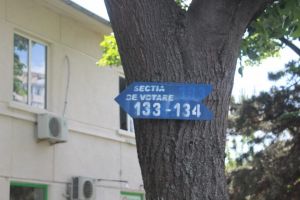 SECTIA
DE VOTARE
133-134